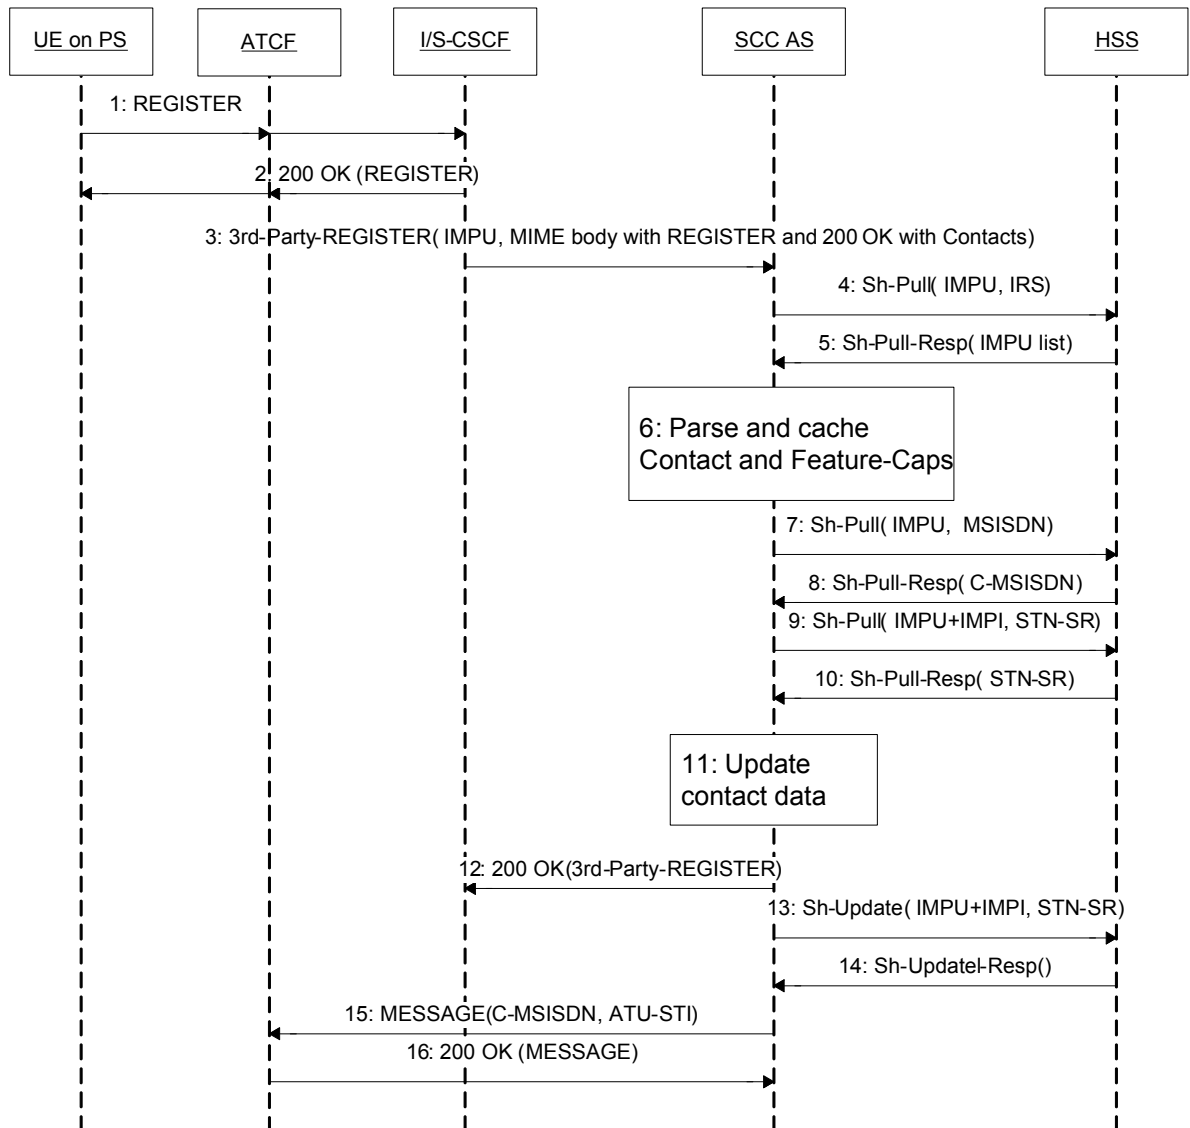 UE on PS
ATCF
I/S-CSCF
SCC AS
HSS
1: REGISTER
2: 200 OK (REGISTER)
3: 3rd-Party-REGISTER( IMPU, MIME body with REGISTER and 200 OK with Contacts)
4: Sh-Pull( IMPU, IRS)
5: Sh-Pull-Resp( IMPU list)
6: Parse and cache
Contact and Feature-Caps
7: Sh-Pull( IMPU, MSISDN)
8: Sh-Pull-Resp( C-MSISDN)
9: Sh-Pull( IMPU+IMPI, STN-SR)
10: Sh-Pull-Resp( STN-SR)
11: Update
contact data
12: 200 OK(3rd-Party-REGISTER)
13: Sh-Update( IMPU+IMPI, STN-SR)
14: Sh-Updatel-Resp()
15: MESSAGE(C-MSISDN, ATU-STI)
16: 200 OK (MESSAGE)